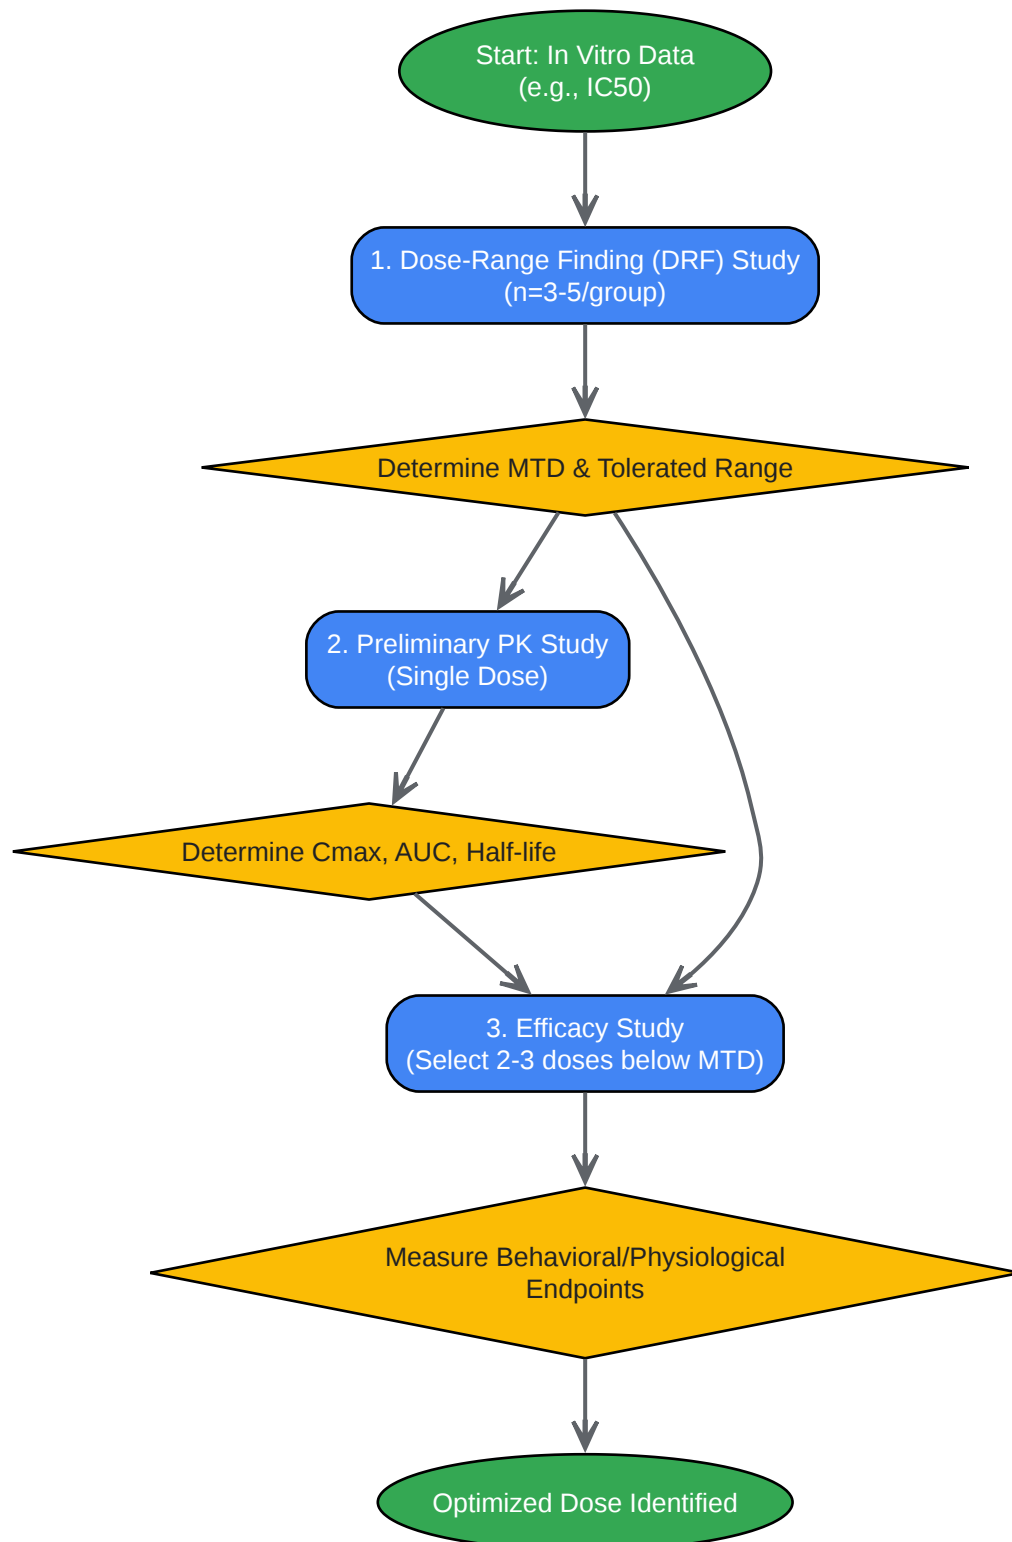 Start: In Vitro Data
(e.g., IC50)
1. Dose-Range Finding (DRF) Study
(n=3-5/group)
Determine MTD & Tolerated Range
2. Preliminary PK Study
(Single Dose)
Determine Cmax, AUC, Half-life
3. Efficacy Study
(Select 2-3 doses below MTD)
Measure Behavioral/Physiological
Endpoints
Optimized Dose Identified